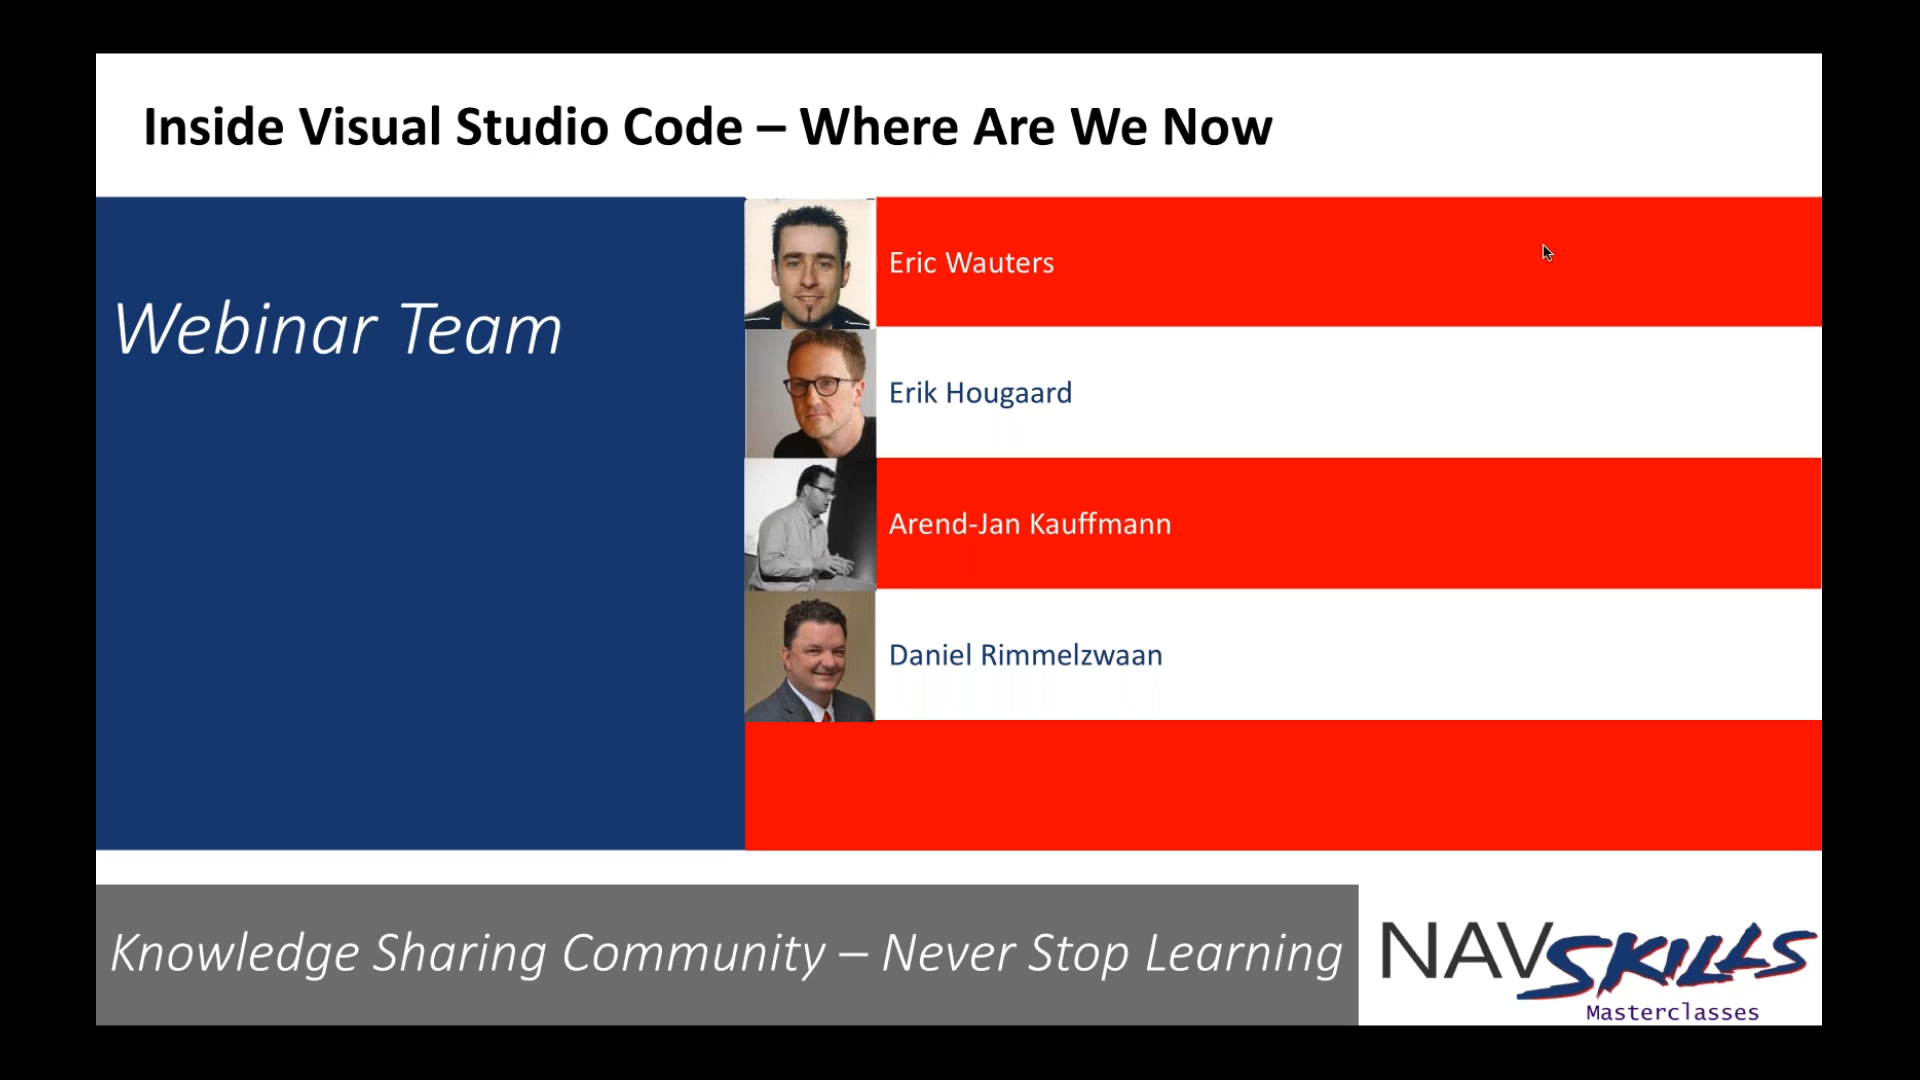 Inside Visual Studio Code – Where Are We Now
Webinar Team
Eric Wauters
Erik Hougaard
Arend-Jan Kauffmann
Daniel Rimmelzwaan
Knowledge Sharing Community – Never Stop Learning
NAVSKILLS
Masterclasses